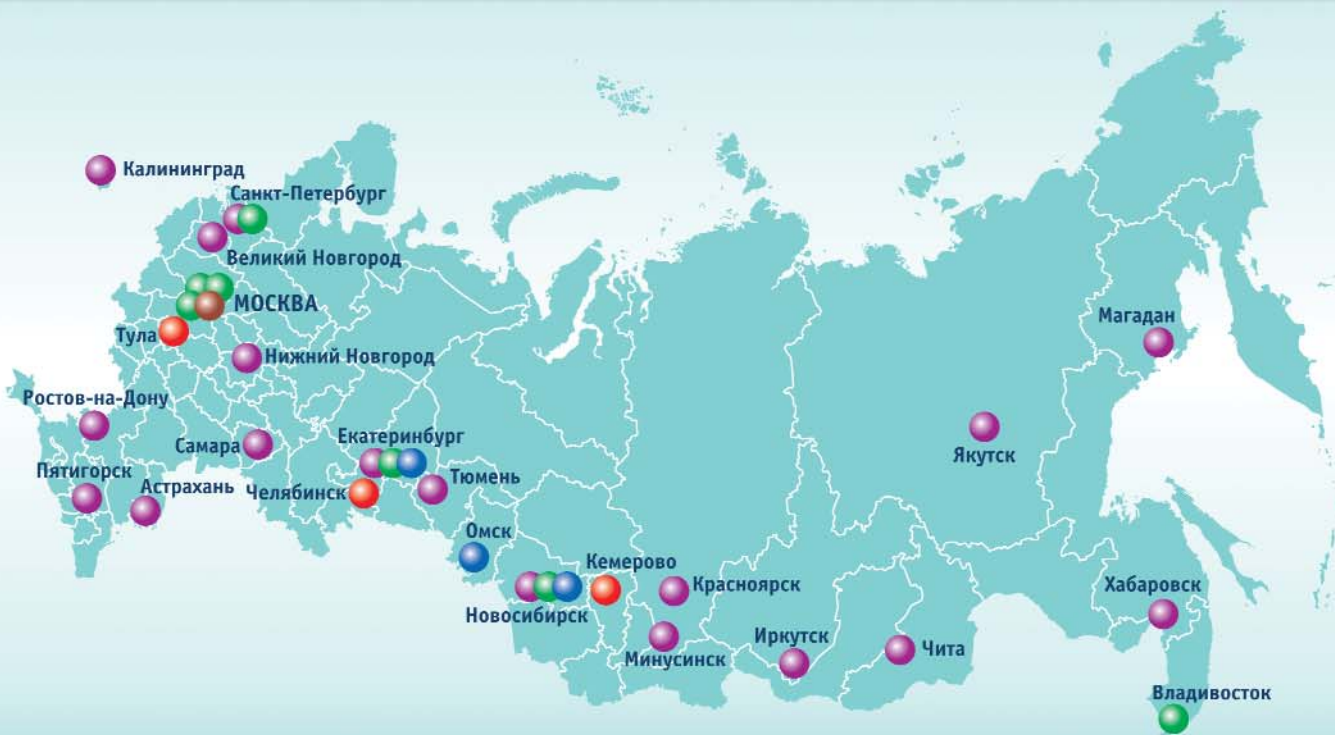 Калининград
Санкт-Петербург
Великий Новгород
МОСКВА
Тула
Нижний Новгород
Ростов-на-Дону
Самара
Екатеринбург
Пятигорск
Астрахань
Челябинск
Тюмень
Омск
Кемерово
Новосибирск
Красноярск
Минусинск
Иркутск
Чита
Магадан
Якутск
Хабаровск
Владивосток